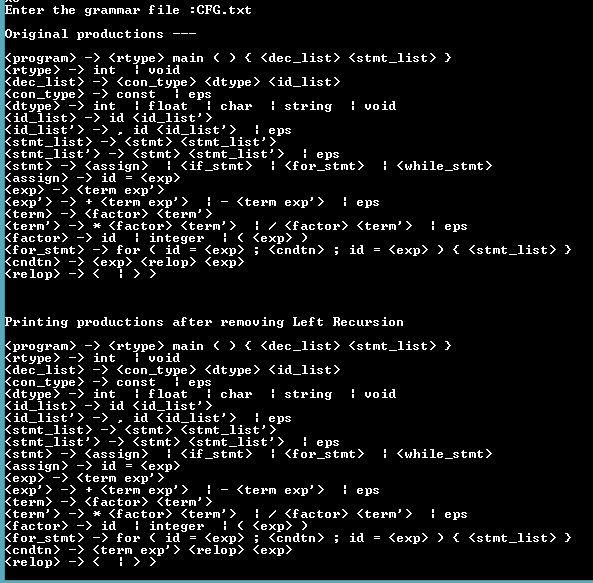 Enter the grammar file :CFG.txt
Original productions ---
<program> -> <rtype> main ( ) { <dec_list> <stmt_list> }
<rtype> -> int ¦ void
<dec_list> -> <con_type> <dtype> <id_list>
<con_type> -> const ¦ eps
<dtype> -> int ¦ float ¦ char ¦ string ¦ void
<id_list> -> id <id_list'>
<id_list'> -> , id <id_list'> ¦ eps
<stmt_list> -> <stmt> <stmt_list'>
<stmt_list'> -> <stmt> <stmt_list'> ¦ eps
<stmt> -> <assign> ¦ <if_stmt> ¦ <for_stmt> ¦ <while_stmt>
<assign> -> id = <exp>
<exp> -> <term exp'>
<exp'> -> + <term exp'> ¦ - <term exp'> ¦ eps
<term> -> <factor> <term'>
<term'> -> * <factor> <term'> ¦ / <factor> <term'> ¦ eps
<factor> -> id ¦ integer ¦ ( <exp> )
<for_stmt> -> for ( id = <exp> ; <cndtn> ; id = <exp> ) { <stmt_list> }
<cndtn> -> <exp> <relop> <exp>
<relop> -> < ¦ > >
Printing productions after removing Left Recursion
<program> -> <rtype> main ( ) { <dec_list> <stmt_list> }
<rtype> -> int ¦ void
<dec_list> -> <con_type> <dtype> <id_list>
<con_type> -> const ¦ eps
<dtype> -> int ¦ float ¦ char ¦ string ¦ void
<id_list> -> id <id_list'>
<id_list'> -> , id <id_list'> ¦ eps
<stmt_list> -> <stmt> <stmt_list'>
<stmt_list'> -> <stmt> <stmt_list'> ¦ eps
<stmt> -> <assign> ¦ <if_stmt> ¦ <for_stmt> ¦ <while_stmt>
<assign> -> id = <exp>
<exp> -> <term exp'>
<exp'> -> + <term exp'> ¦ - <term exp'> ¦ eps
<term> -> <factor> <term'>
<term'> -> * <factor> <term'> ¦ / <factor> <term'> ¦ eps
<factor> -> id ¦ integer ¦ ( <exp> )
<for_stmt> -> for ( id = <exp> ; <cndtn> ; id = <exp> ) { <stmt_list> }
<cndtn> -> <term exp'> <relop> <exp>
<relop> -> < ¦ > >